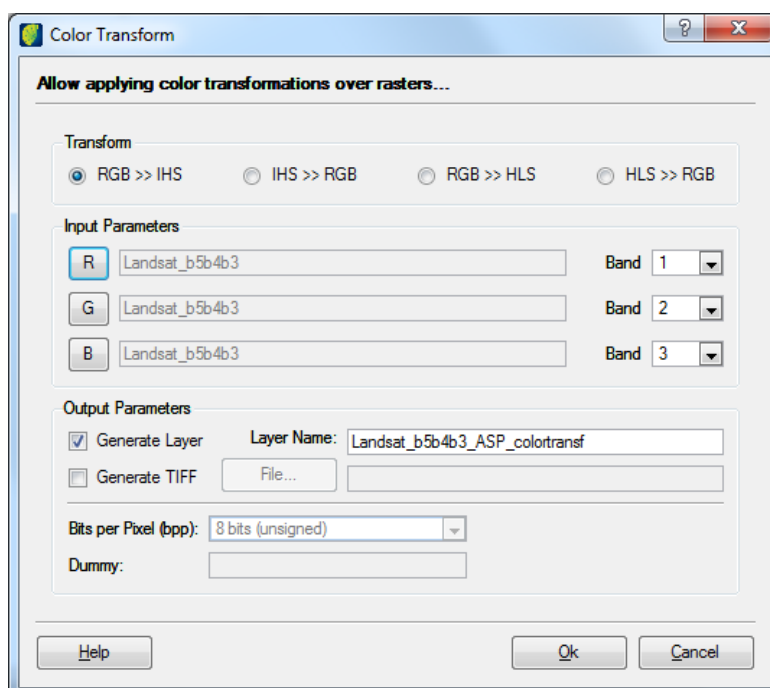 Color Transform
Allow applying color transformations over rasters...
Transform
RGB >> IHS IHS >> RGB RGB >> HLS HLS >> RGB
Input Parameters
R Landsat_b5b4b3 Band 1
G Landsat_b5b4b3 Band 2
B Landsat_b5b4b3 Band 3
Output Parameters
Generate Layer Layer Name: Landsat_b5b4b3_ASP_colortransf
Generate TIFF File...
Bits per Pixel (bpp): 8 bits (unsigned)
Dummy:
Help Ok Cancel